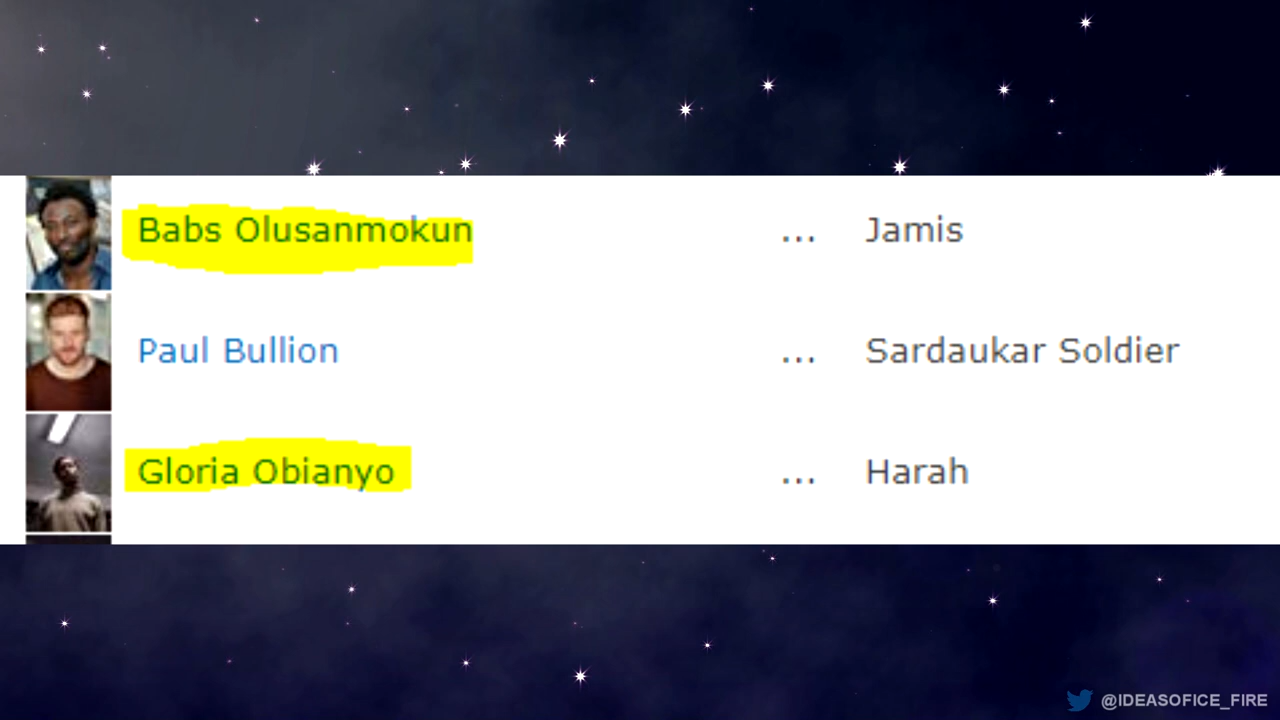 Babs Olusanmokun ... Jamis
Paul Bullion ... Sardaukar Soldier
Gloria Obianyo ... Harah
@IDEASOFICE_FIRE